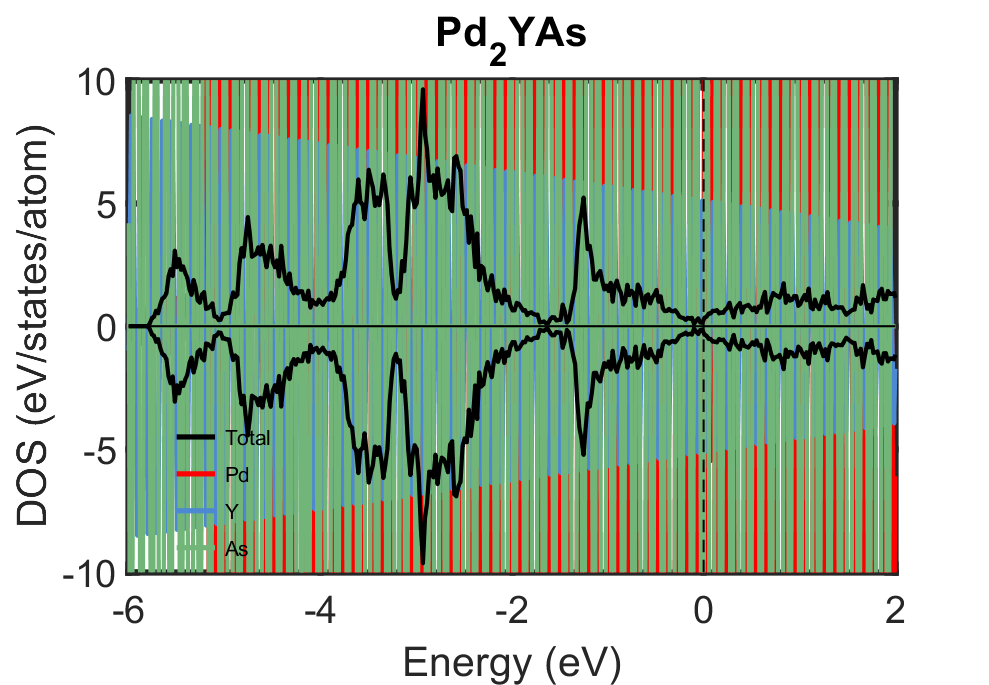 Pd₂YAs
DOS (eV/states/atom)
10
5
0
-5
-10
Total
Pd
Y
As
-6 -4 -2 0 2
Energy (eV)